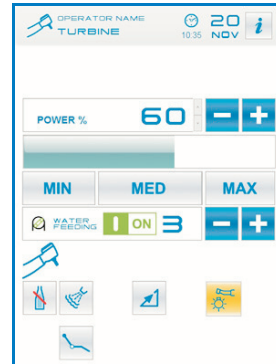 OPERATOR NAME
TURBINE
10:35
20
NOV
i
POWER %
60
- +
MIN MED MAX
WATER
FEEDING
I ON 3
- +